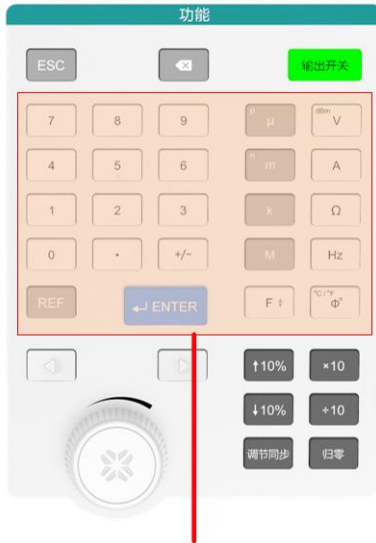 功能
ESC
输出开关
7 8 9 p μ dBm V
4 5 6 n m A
1 2 3 k Ω
0 . +/− M Hz
REF ENTER F ÷ °C/°F Φ°
↑10% ×10
↓10% ÷10
调节同步 归零